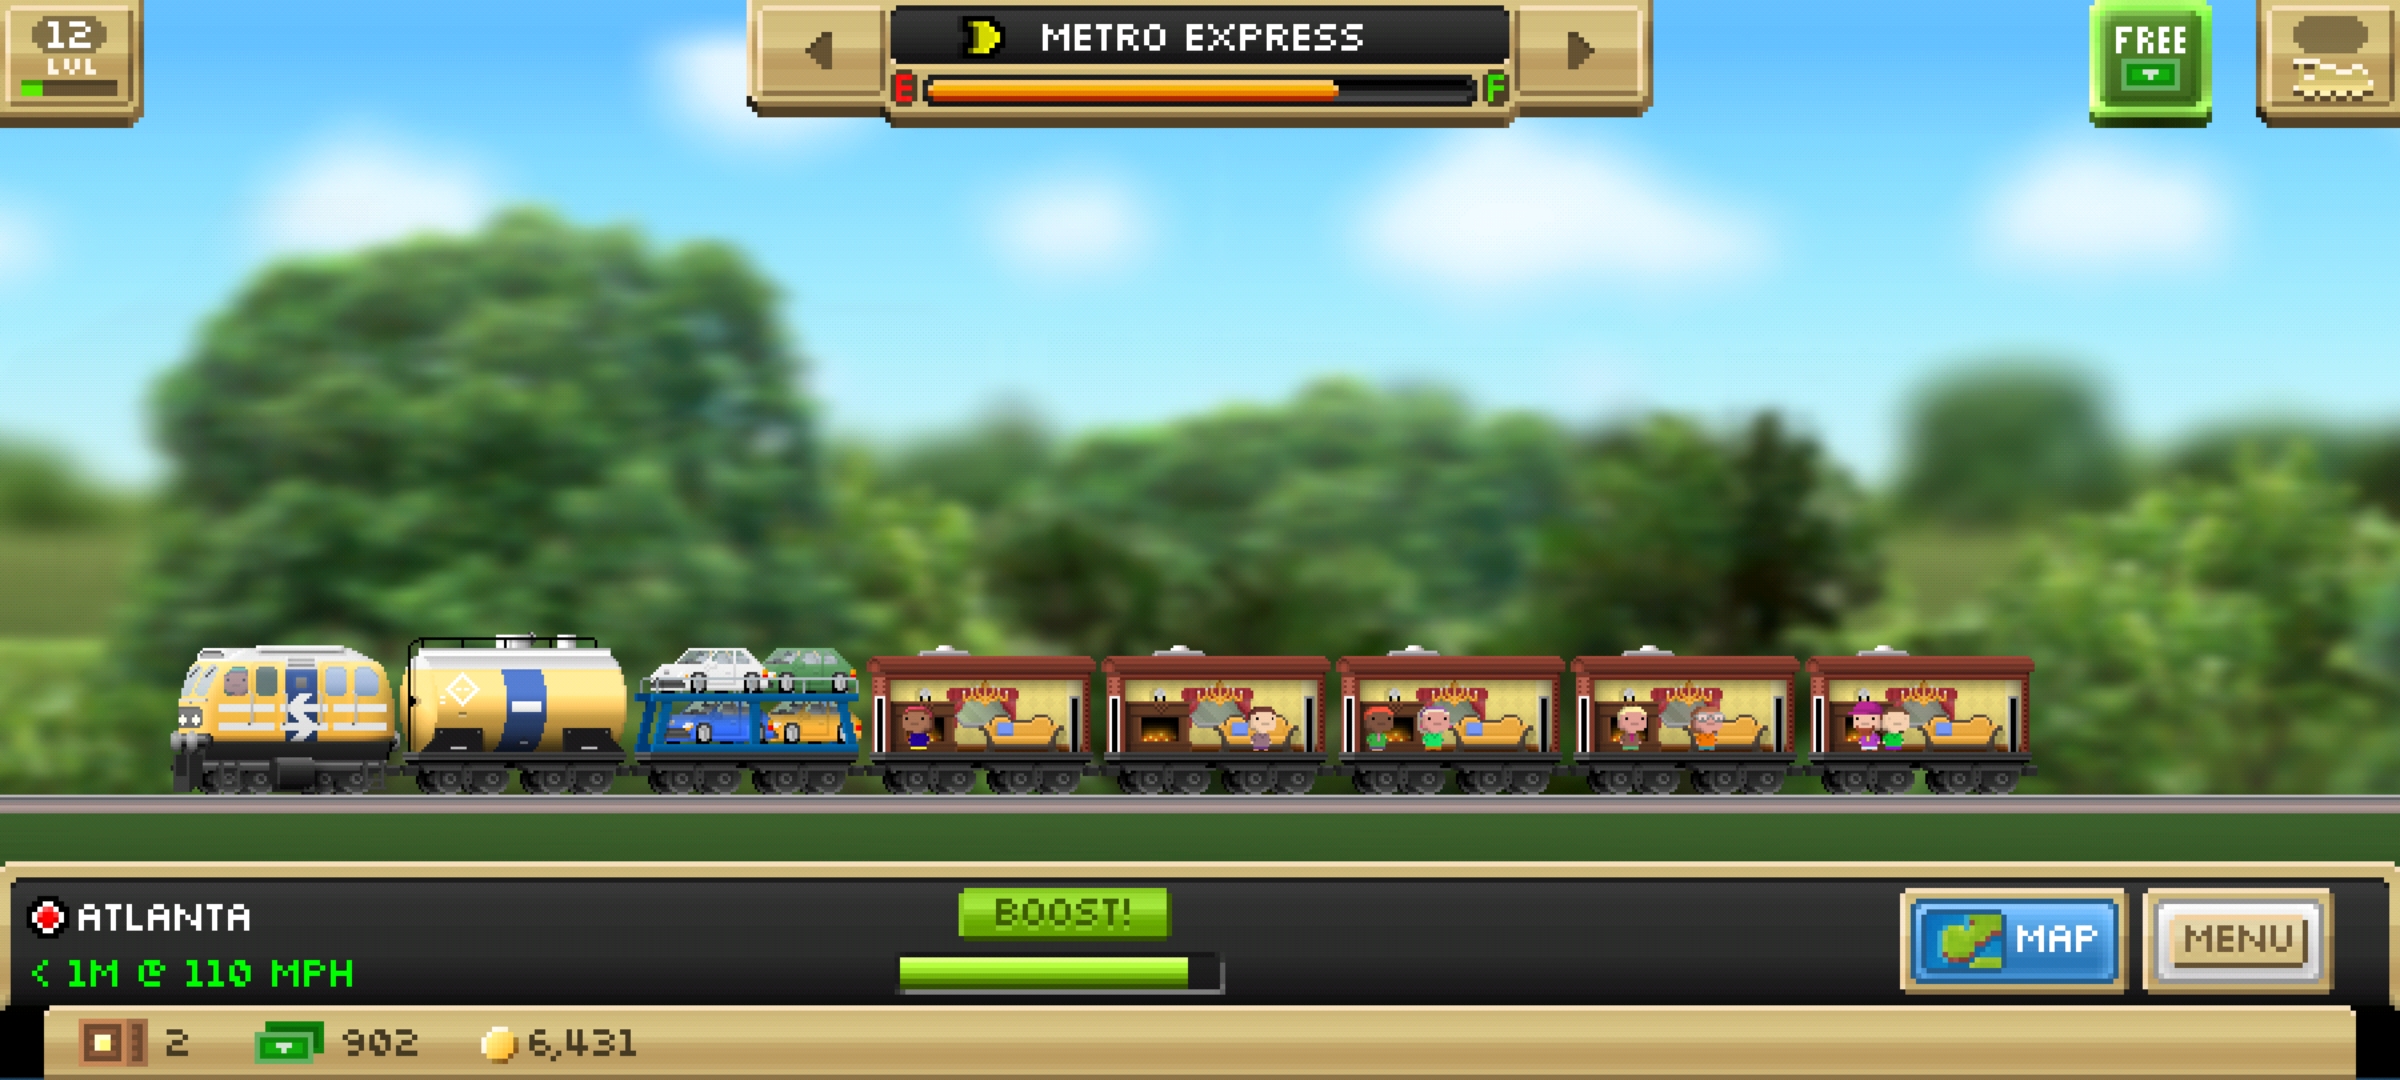 12
LVL
METRO EXPRESS
E F
FREE
ATLANTA
< 1M @ 110 MPH
BOOST!
MAP
MENU
2 902 6,431